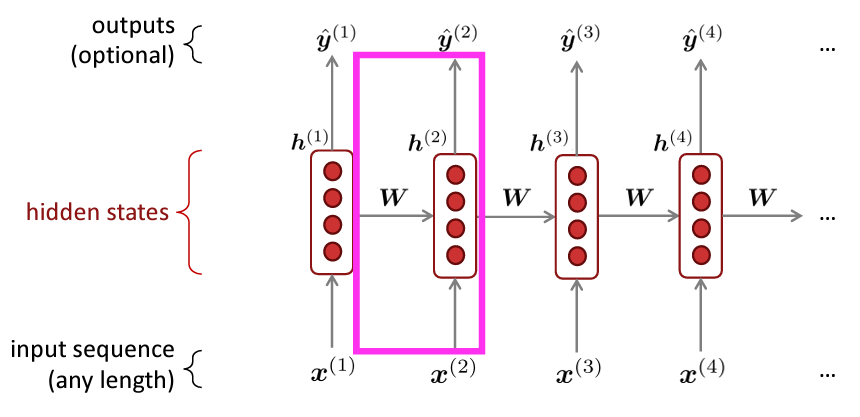 outputs
(optional)
ŷ(1) ŷ(2) ŷ(3) ŷ(4) ...
h(1) h(2) h(3) h(4)
hidden states
W W W W ...
input sequence
(any length)
x(1) x(2) x(3) x(4) ...